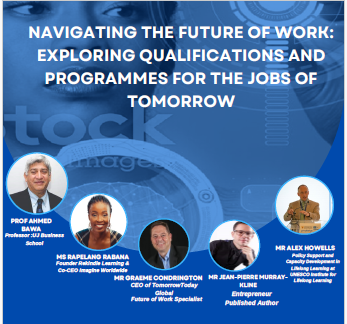 NAVIGATING THE FUTURE OF WORK:
EXPLORING QUALIFICATIONS AND
PROGRAMMES FOR THE JOBS OF
TOMORROW
stock
images
PROF AHMED
BAWA
Professor :UJ Business
School
MS RAPELANG RABANA
Founder Rekindle Learning &
Co-CEO Imagine Worldwide
MR GRAEME CONDRINGTON
CEO of TomorrowToday
Global
Future of Work Specialist
MR JEAN-PIERRE MURRAY-
KLINE
Entrepreneur
Published Author
MR ALEX HOWELLS
Policy Support and
Capacity Development in
Lifelong Learning at
UNESCO Institute for
Lifelong Learning